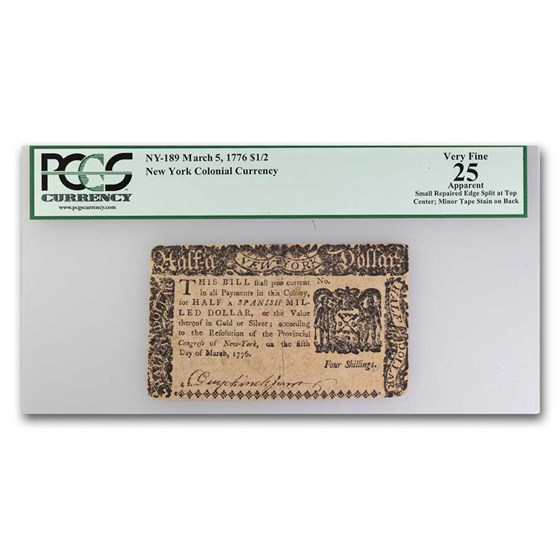 PCGS
CURRENCY
www.pcgscurrency.com
NY-189 March 5, 1776 $1/2
New York Colonial Currency
Very Fine
25
Apparent
Small Repaired Edge Split at Top
Center; Minor Tape Stain on Back
Half a NEW-YORK Dollar
HALF A DOLLAR
THIS BILL shall pass current
in all Payments in this Colony,
for HALF a SPANISH MIL-
LED DOLLAR, or the Value
thereof in Gold or Silver; according
to the Resolution of the Provincial
Congress of New-York, on the fifth
Day of March, 1776.
No.
Four Shillings.